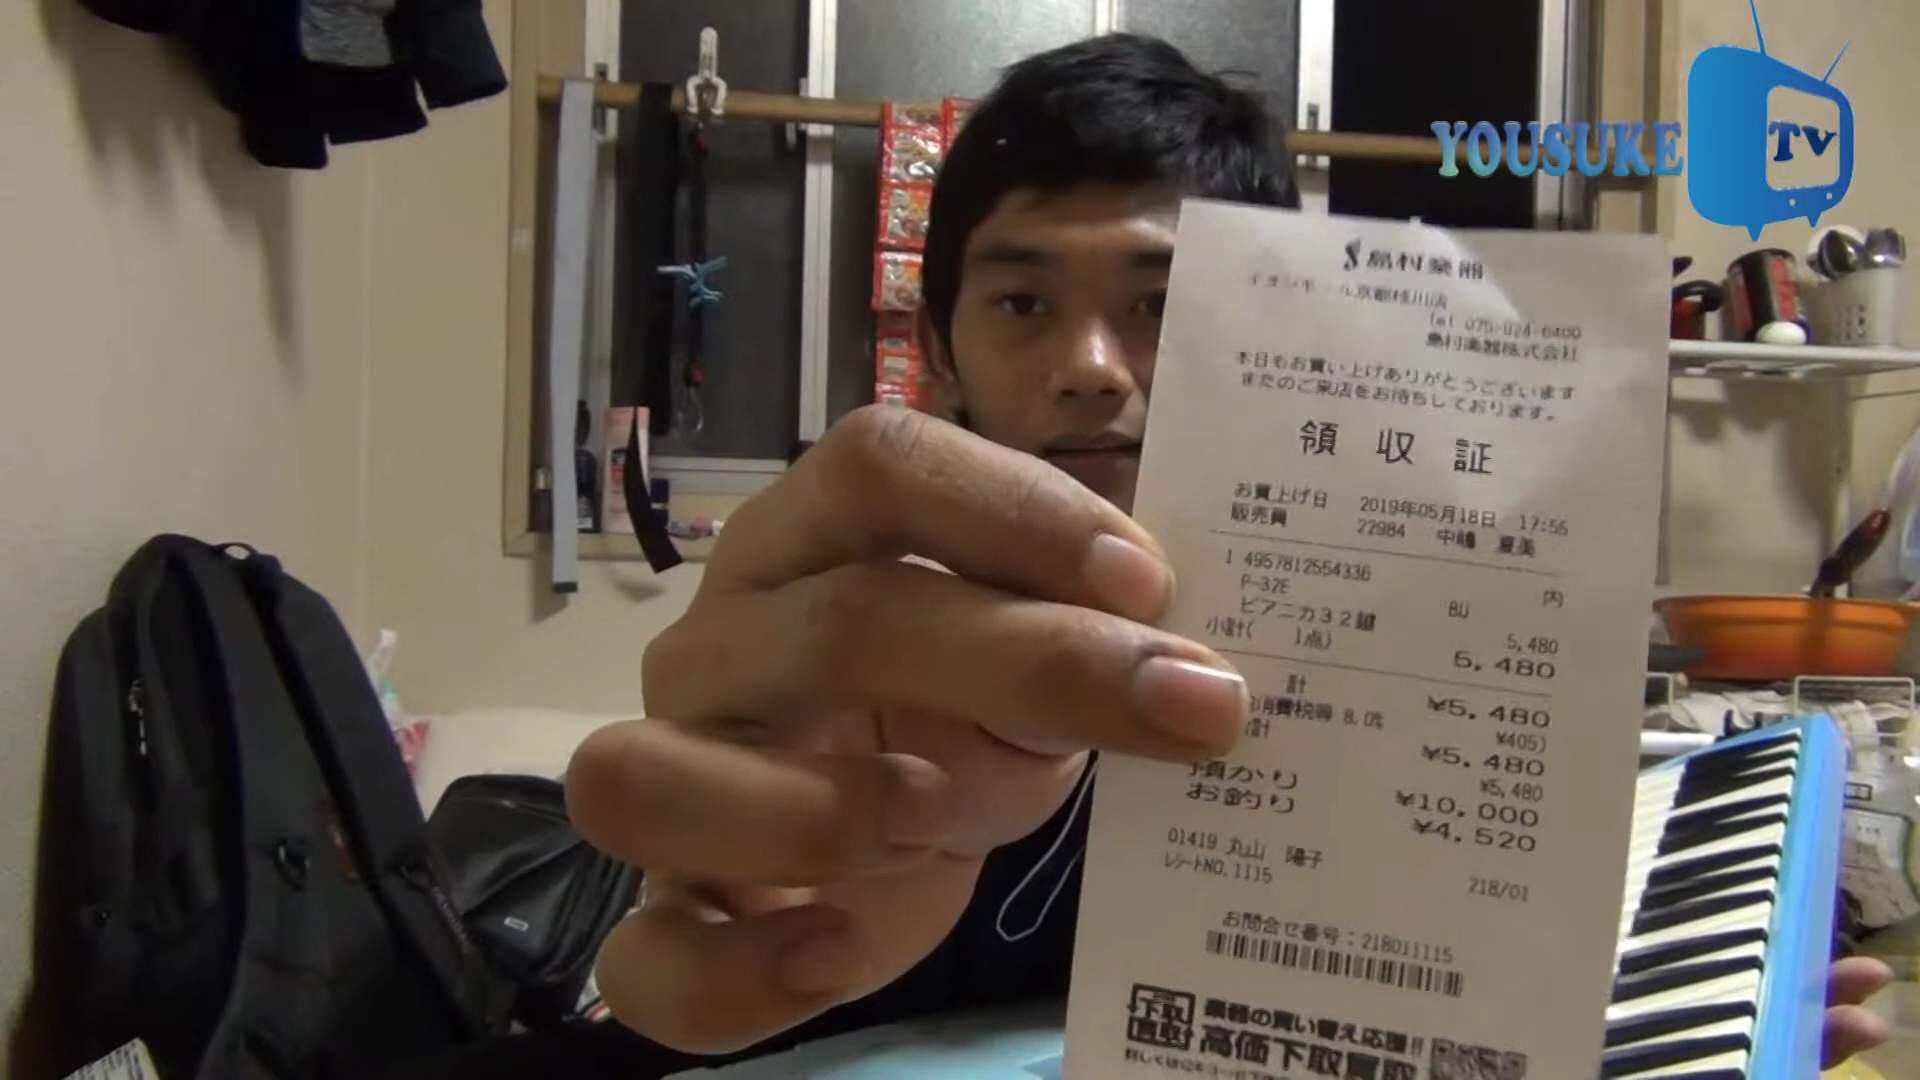 YOUSUKE TV
島村楽器
イオンモール京都桂川店
島村楽器株式会社
本日もお買い上げありがとうございます
またのご来店をお待ちしております。
領 収 証
お買上げ日 2019年05月18日 17:55
販売員 22984 中嶋 夏美
1 4957812554336
P-32E BU 内
ピアニカ32鍵 5,480
小計( 1点) 5,480
計 ¥5,480
消費税等 8.0% ¥405)
¥5,480
¥5,480
預かり ¥10,000
お釣り ¥4,520
01419 丸山 陽子
レシートNO.1115 218/01
お問合せ番号:218011115
下取 楽器の買い替え応援!!
買取 高価下取買取